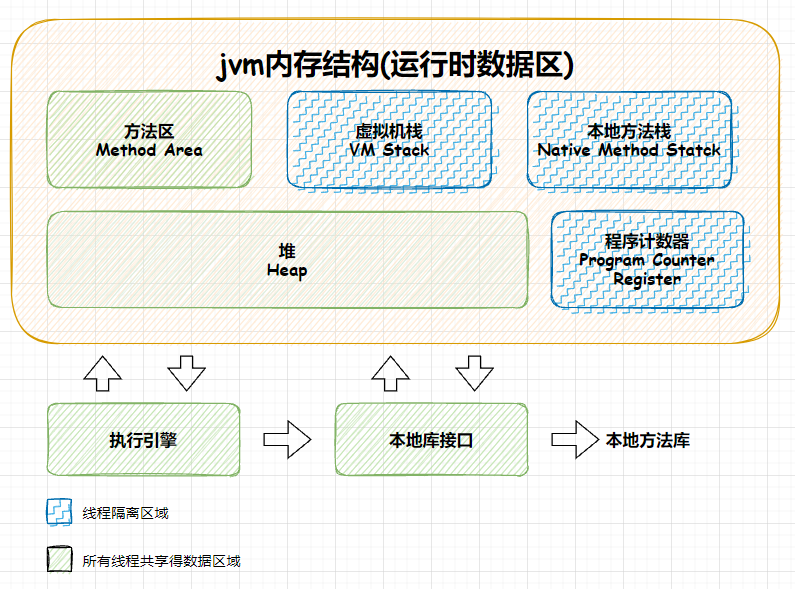 jvm内存结构(运行时数据区)
方法区
Method Area
虚拟机栈
VM Stack
本地方法栈
Native Method Statck
堆
Heap
程序计数器
Program Counter
Register
执行引擎
本地库接口
本地方法库
线程隔离区域
所有线程共享得数据区域